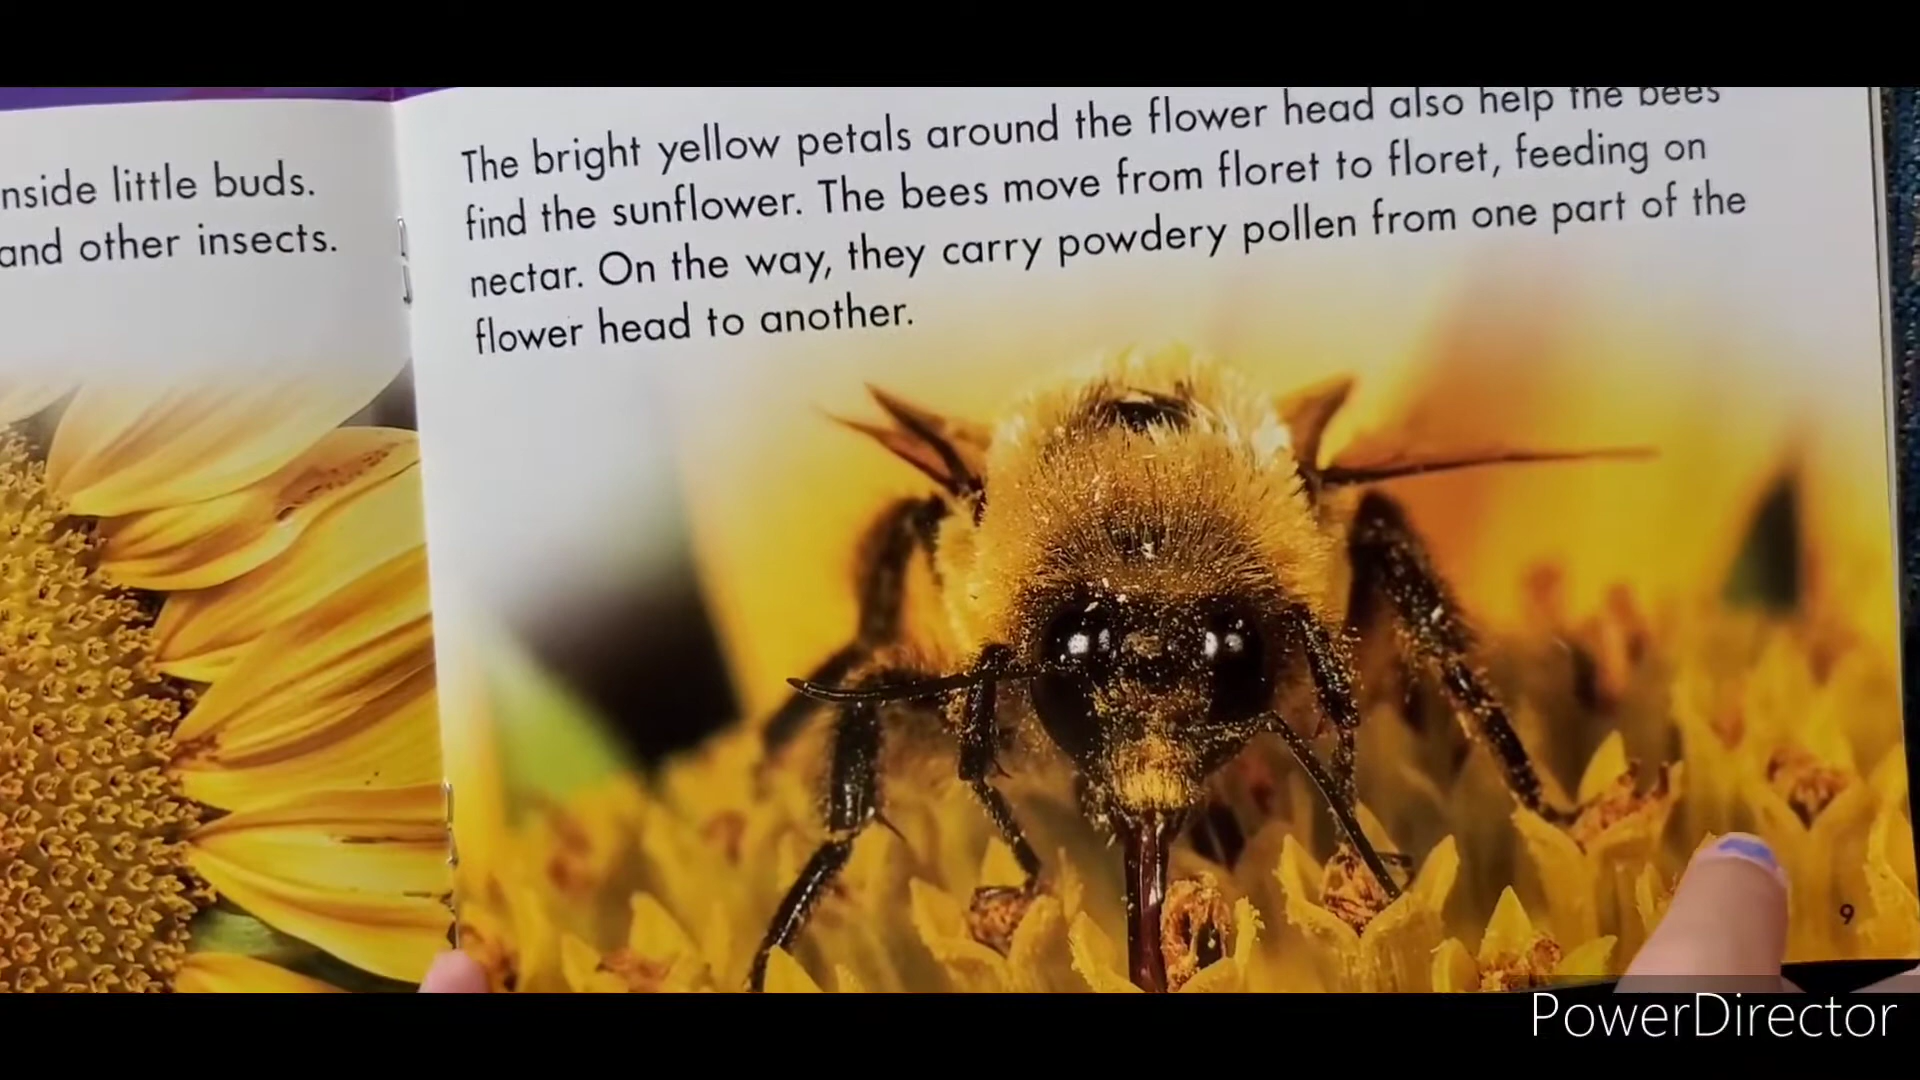 nside little buds.
and other insects.
The bright yellow petals around the flower head also help the bees
find the sunflower. The bees move from floret to floret, feeding on
nectar. On the way, they carry powdery pollen from one part of the
flower head to another.
9
PowerDirector